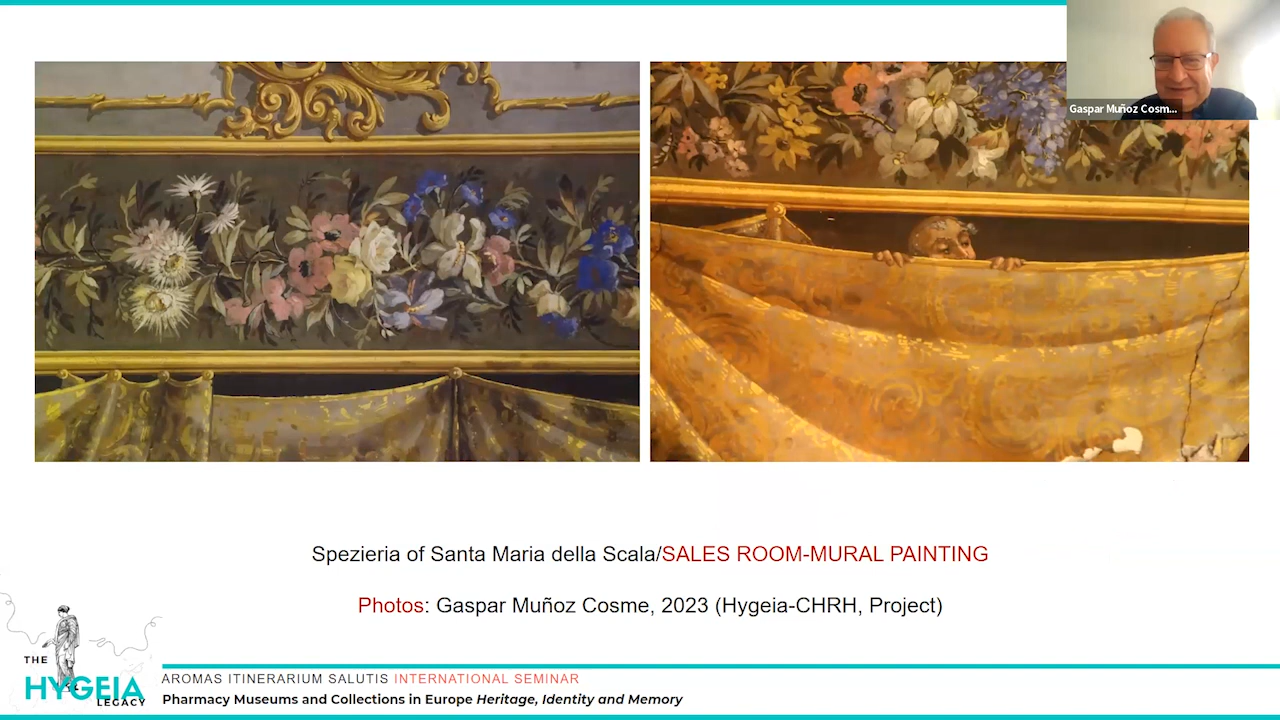 Gaspar Muñoz Cosm...
Spezieria of Santa Maria della Scala/SALES ROOM-MURAL PAINTING
Photos: Gaspar Muñoz Cosme, 2023 (Hygeia-CHRH, Project)
THE
HYGEIA
LEGACY
AROMAS ITINERARIUM SALUTIS INTERNATIONAL SEMINAR
Pharmacy Museums and Collections in Europe Heritage, Identity and Memory